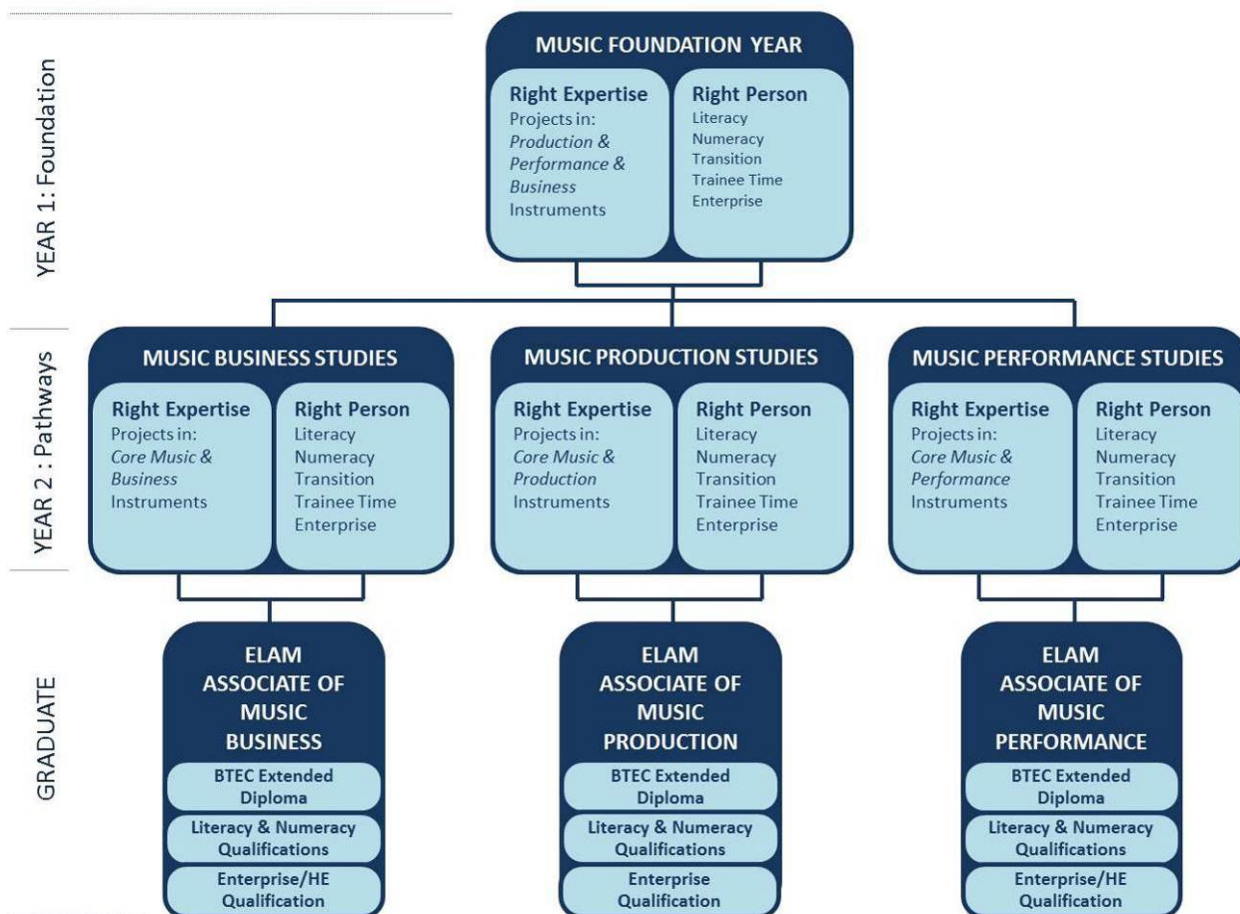 YEAR 1: Foundation
MUSIC FOUNDATION YEAR
Right Expertise
Projects in:
Production &
Performance &
Business
Instruments
Right Person
Literacy
Numeracy
Transition
Trainee Time
Enterprise
YEAR 2 : Pathways
MUSIC BUSINESS STUDIES
Right Expertise
Projects in:
Core Music &
Business
Instruments
Right Person
Literacy
Numeracy
Transition
Trainee Time
Enterprise
MUSIC PRODUCTION STUDIES
Right Expertise
Projects in:
Core Music &
Production
Instruments
Right Person
Literacy
Numeracy
Transition
Trainee Time
Enterprise
MUSIC PERFORMANCE STUDIES
Right Expertise
Projects in:
Core Music &
Performance
Instruments
Right Person
Literacy
Numeracy
Transition
Trainee Time
Enterprise
GRADUATE
ELAM
ASSOCIATE OF
MUSIC
BUSINESS
BTEC Extended
Diploma
Literacy & Numeracy
Qualifications
Enterprise/HE
Qualification
ELAM
ASSOCIATE OF
MUSIC
PRODUCTION
BTEC Extended
Diploma
Literacy & Numeracy
Qualifications
Enterprise
Qualification
ELAM
ASSOCIATE OF
MUSIC
PERFORMANCE
BTEC Extended
Diploma
Literacy & Numeracy
Qualifications
Enterprise/HE
Qualification